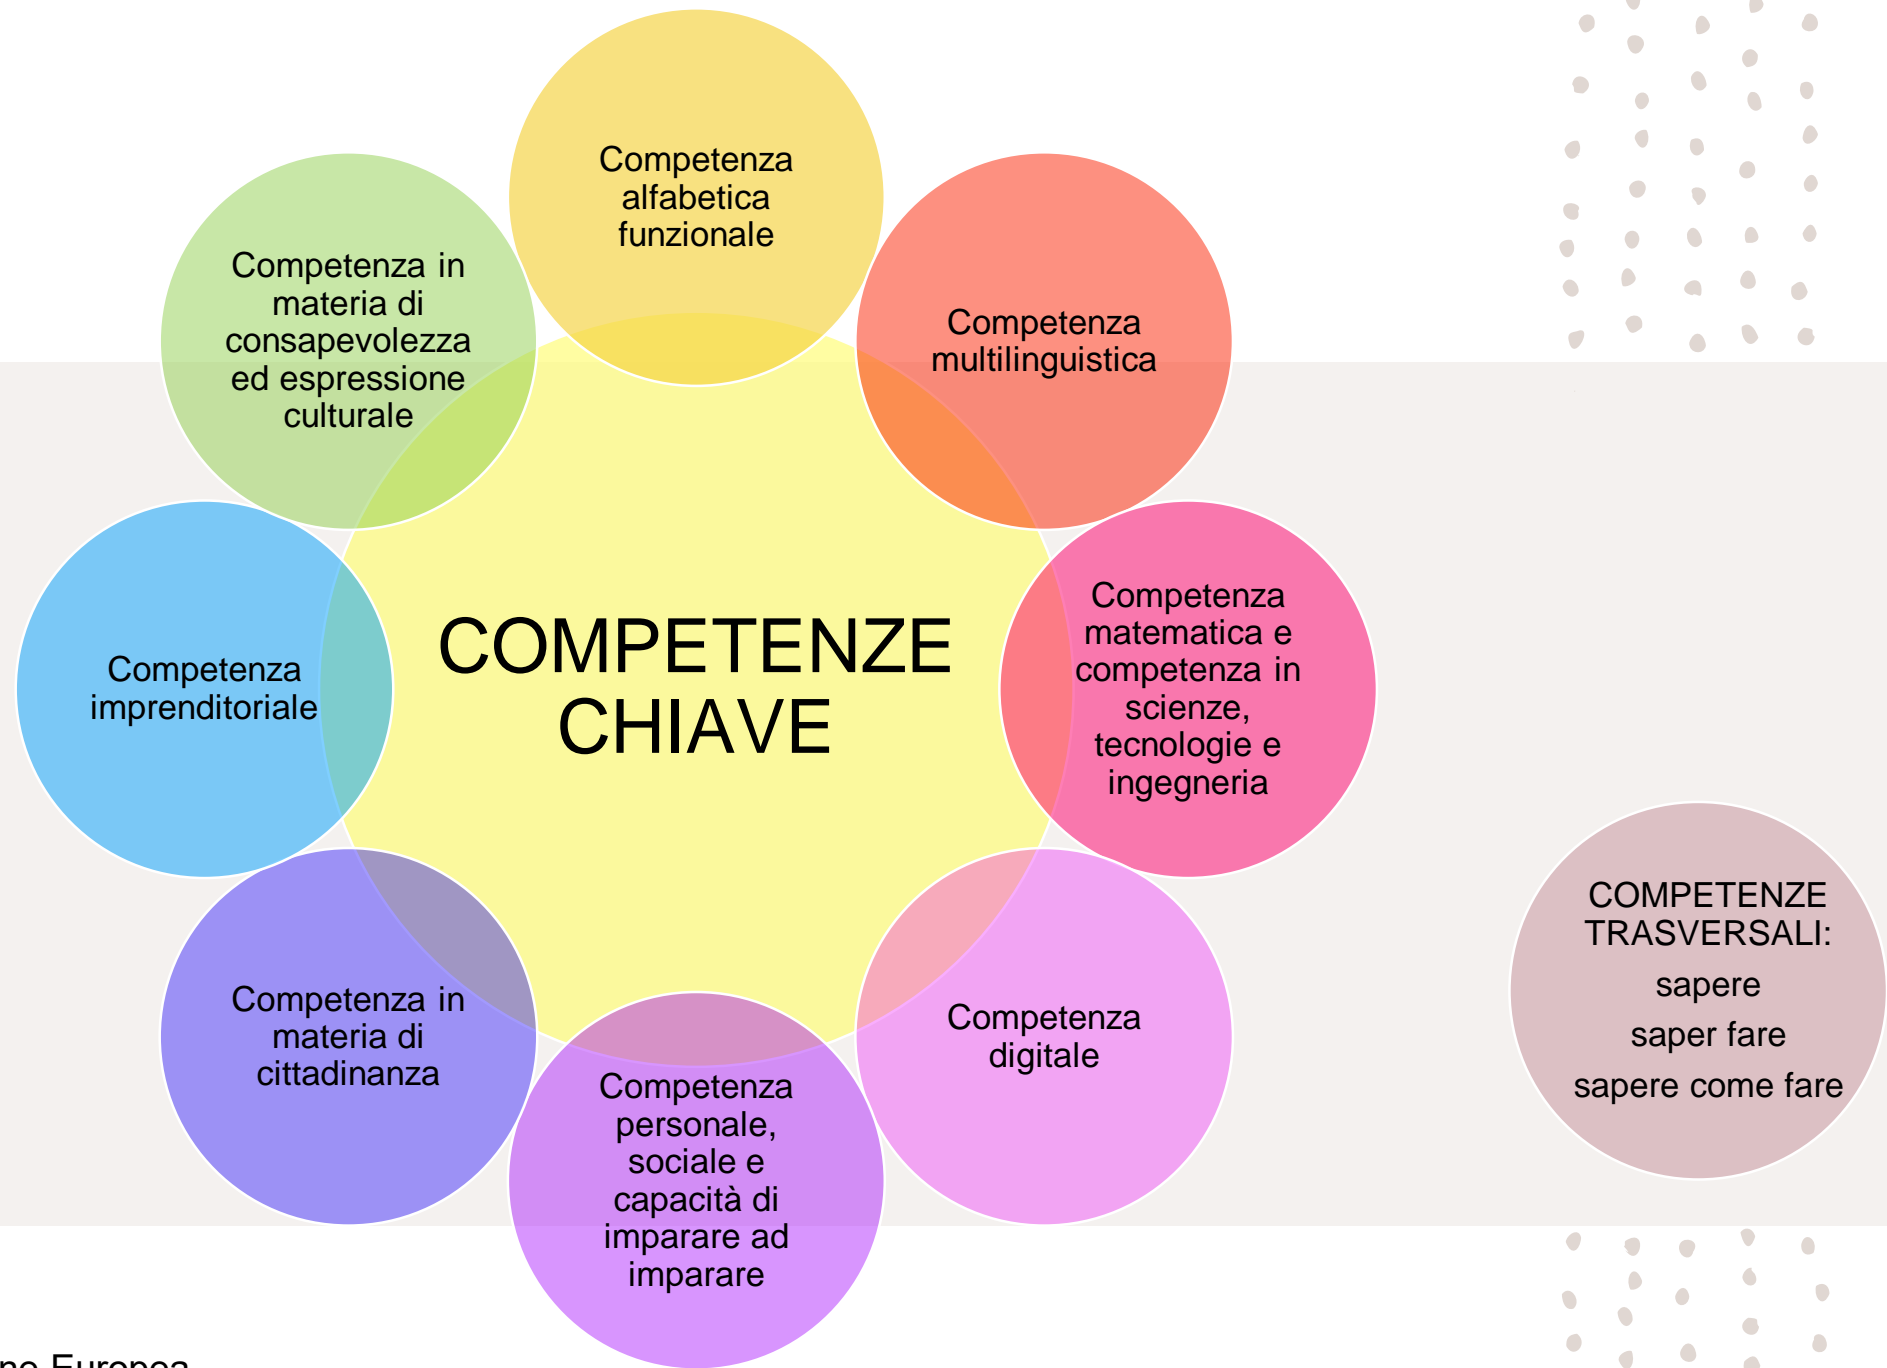 Competenza
alfabetica
funzionale
Competenza
multilinguistica
Competenza
matematica e
competenza in
scienze,
tecnologie e
ingegneria
Competenza
digitale
Competenza
personale,
sociale e
capacità di
imparare ad
imparare
Competenza in
materia di
cittadinanza
Competenza
imprenditoriale
Competenza in
materia di
consapevolezza
ed espressione
culturale
COMPETENZE
CHIAVE
COMPETENZE
TRASVERSALI:
sapere
saper fare
sapere come fare
Europea